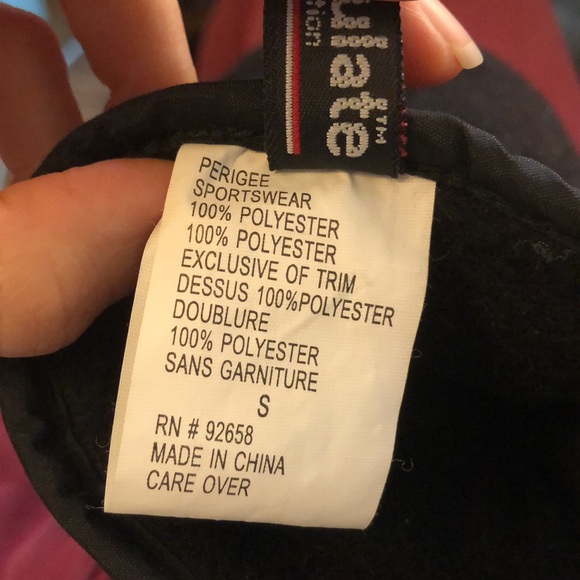 PERIGEE
SPORTSWEAR
100% POLYESTER
100% POLYESTER
EXCLUSIVE OF TRIM
DESSUS 100%POLYESTER
DOUBLURE
100% POLYESTER
SANS GARNITURE
S
RN # 92658
MADE IN CHINA
CARE OVER